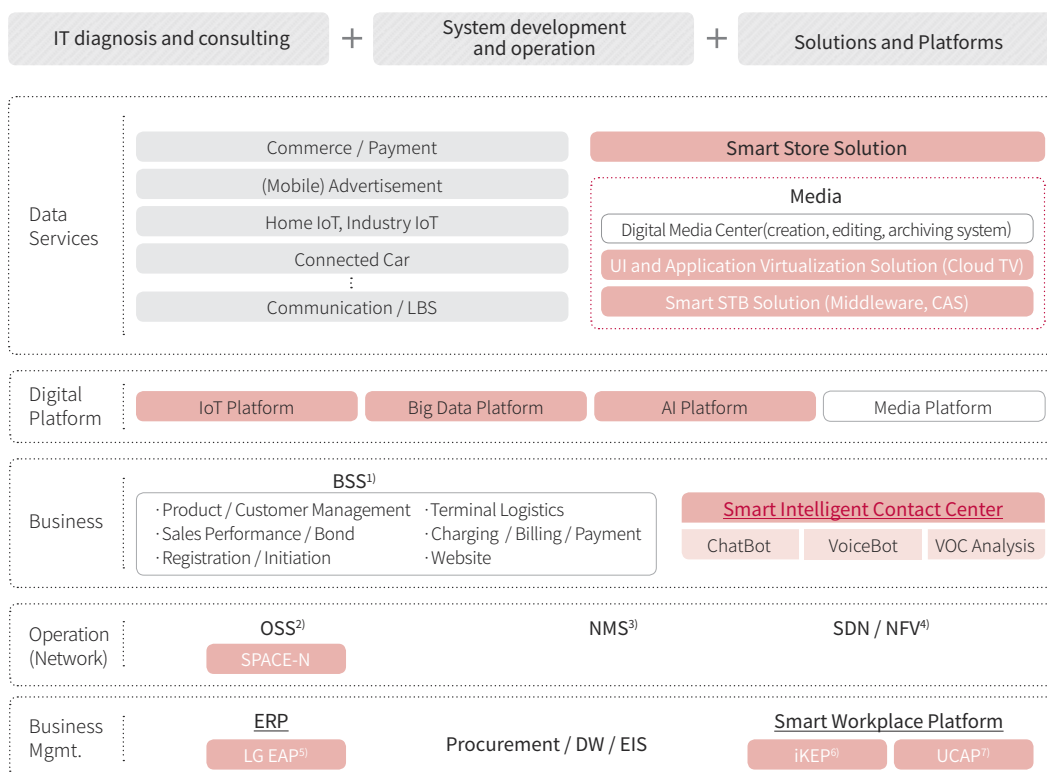 IT diagnosis and consulting
+
System development
and operation
+
Solutions and Platforms
Data
Services
Commerce / Payment
(Mobile) Advertisement
Home IoT, Industry IoT
Connected Car
Communication / LBS
Smart Store Solution
Media
Digital Media Center(creation, editing, archiving system)
UI and Application Virtualization Solution (Cloud TV)
Smart STB Solution (Middleware, CAS)
Digital
Platform
IoT Platform
Big Data Platform
AI Platform
Media Platform
Business
BSS1)
· Product / Customer Management
· Sales Performance / Bond
· Registration / Initiation
· Terminal Logistics
· Charging / Billing / Payment
· Website
Smart Intelligent Contact Center
ChatBot
VoiceBot
VOC Analysis
Operation
(Network)
OSS2)
SPACE-N
NMS3)
SDN / NFV4)
Business
Mgmt.
ERP
LG EAP5)
Procurement / DW / EIS
Smart Workplace Platform
iKEP6)
UCAP7)